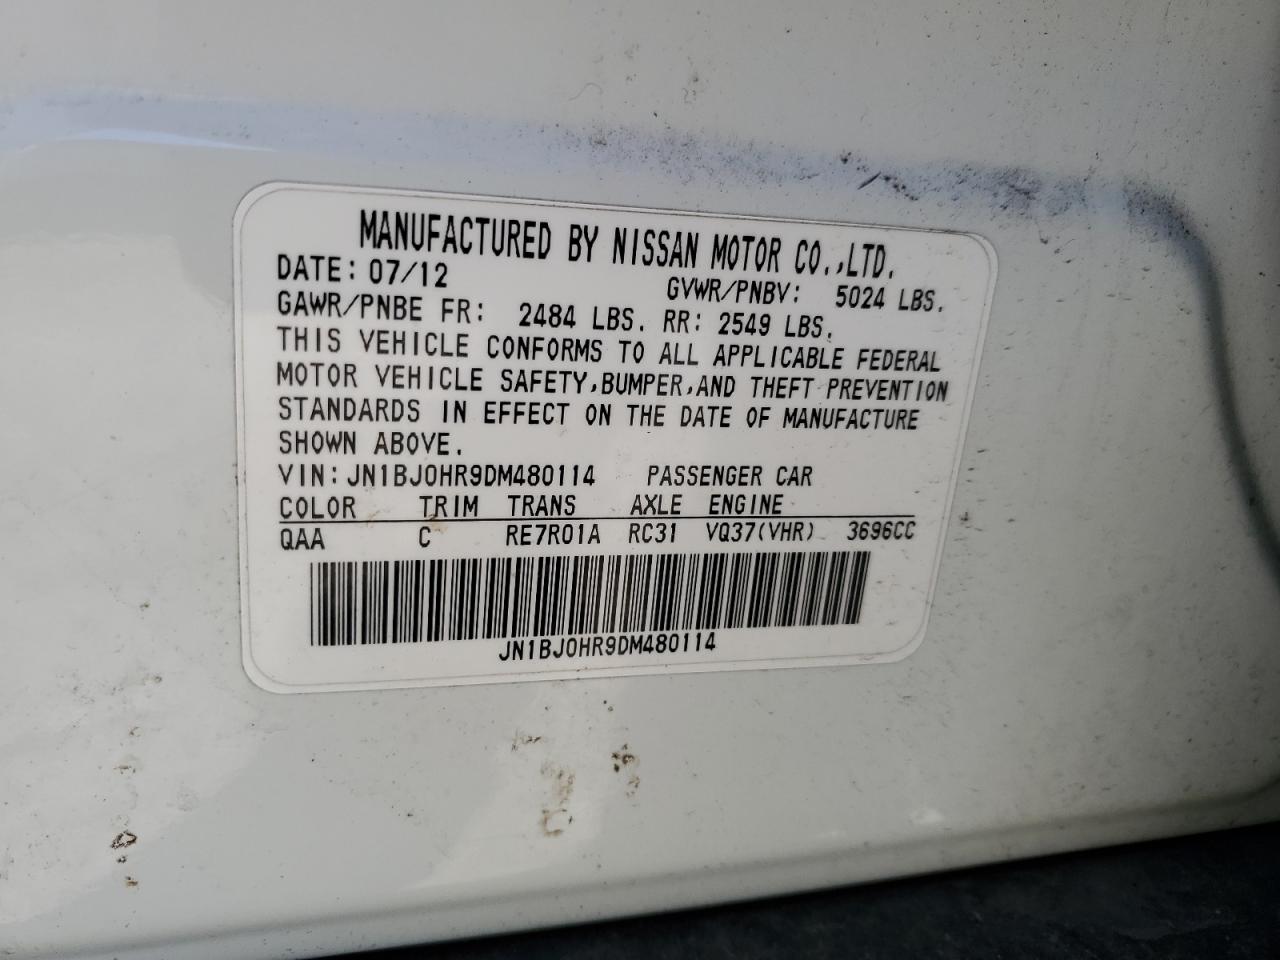 MANUFACTURED BY NISSAN MOTOR CO.,LTD.
DATE: 07/12 GVWR/PNBV: 5024 LBS.
GAWR/PNBE FR: 2484 LBS. RR: 2549 LBS.
THIS VEHICLE CONFORMS TO ALL APPLICABLE FEDERAL
MOTOR VEHICLE SAFETY,BUMPER,AND THEFT PREVENTION
STANDARDS IN EFFECT ON THE DATE OF MANUFACTURE
SHOWN ABOVE.
VIN: JN1BJ0HR9DM480114 PASSENGER CAR
COLOR TRIM TRANS AXLE ENGINE
QAA C RE7R01A RC31 VQ37(VHR) 3696CC
JN1BJ0HR9DM480114